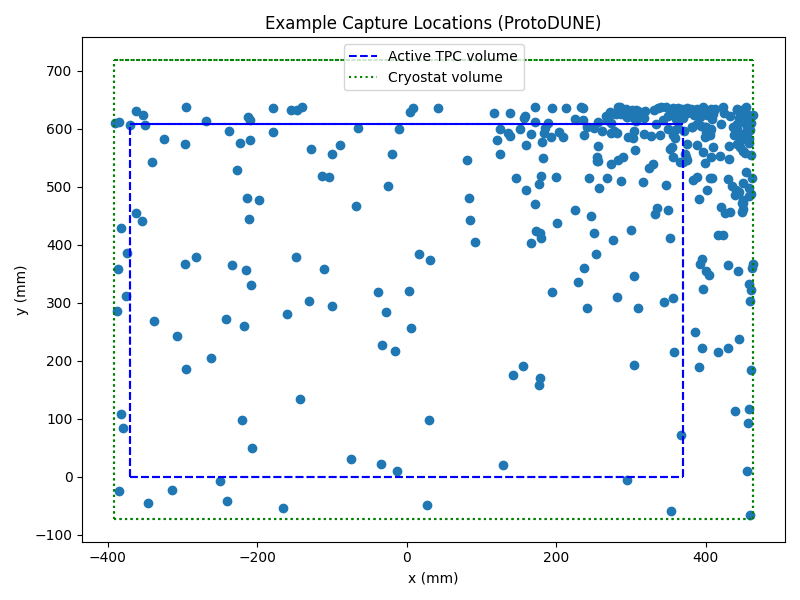 Example Capture Locations (ProtoDUNE)
Active TPC volume
Cryostat volume
y (mm)
700
600
500
400
300
200
100
0
−100
−400
−200
0
200
400
x (mm)